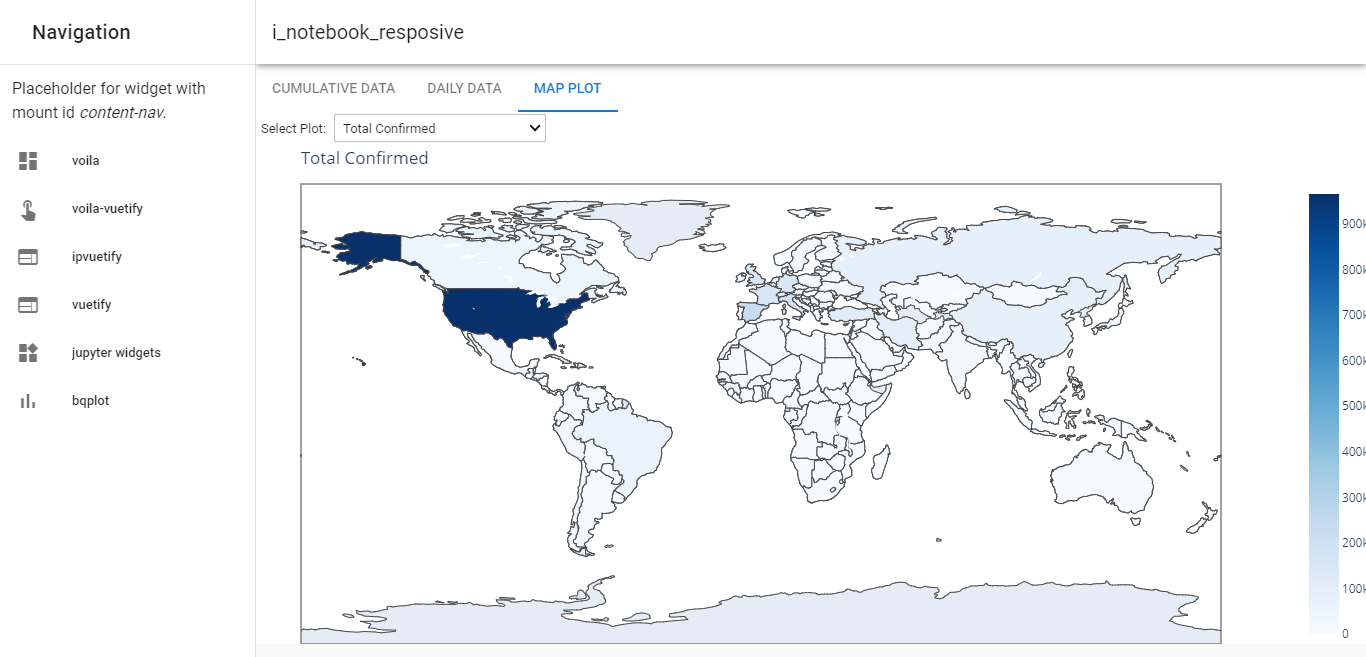 Navigation
i_notebook_resposive
Placeholder for widget with
mount id content-nav.
voila
voila-vuetify
ipvuetify
vuetify
jupyter widgets
bqplot
CUMULATIVE DATA
DAILY DATA
MAP PLOT
Select Plot:
Total Confirmed
Total Confirmed
900k
800k
700k
600k
500k
400k
300k
200k
100k
0